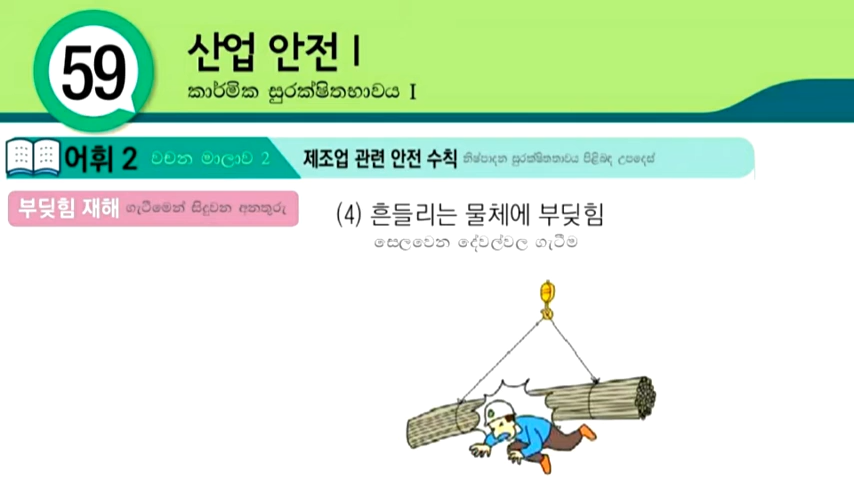 59
산업 안전 I
කාර්මික සුරක්ෂිතභාවය I
어휘 2 වචන මාලාව 2
제조업 관련 안전 수칙 නිෂ්පාදන සුරක්ෂිතතාවය පිළිබඳ උපදෙස්
부딪힘 재해 ගැටීමෙන් සිදුවන අනතුරු
(4) 흔들리는 물체에 부딪힘
සෙලවෙන දේවල්වල ගැටීම